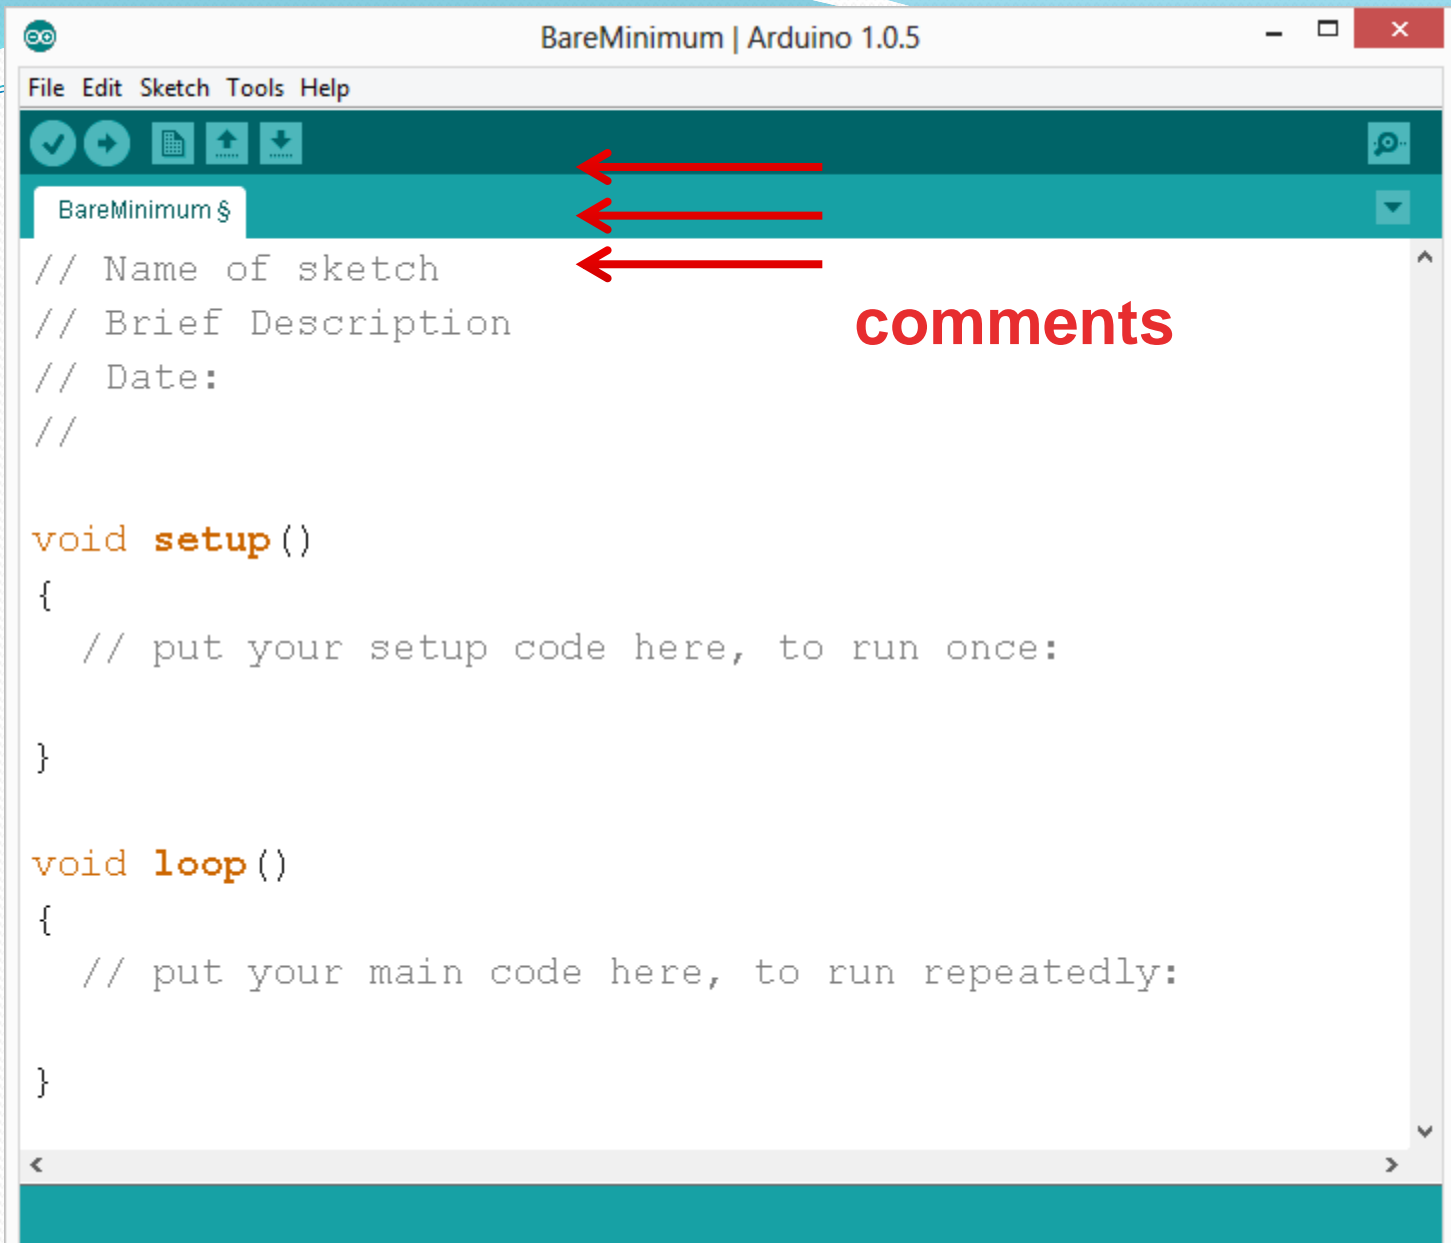 BareMinimum | Arduino 1.0.5
File Edit Sketch Tools Help
BareMinimum §
// Name of sketch
// Brief Description
comments
// Date:
//
void setup()
{
// put your setup code here, to run once:
}
void loop()
{
// put your main code here, to run repeatedly:
}